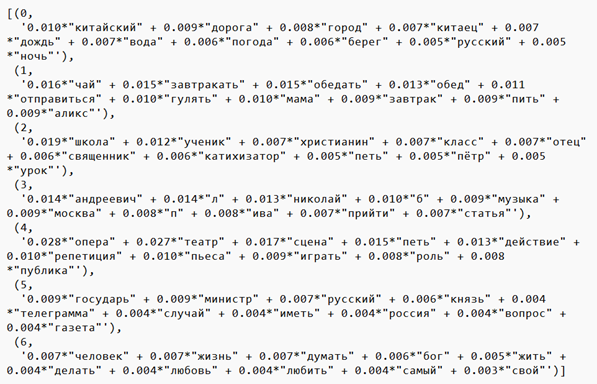 [(0,
'0.010*"китайский" + 0.009*"дорога" + 0.008*"город" + 0.007*"китаец" + 0.007
*"дождь" + 0.007*"вода" + 0.006*"погода" + 0.006*"берег" + 0.005*"русский" + 0.005
*"ночь"'),
(1,
'0.016*"чай" + 0.015*"завтракать" + 0.015*"обедать" + 0.013*"обед" + 0.011
*"отправиться" + 0.010*"гулять" + 0.010*"мама" + 0.009*"завтрак" + 0.009*"пить" +
0.009*"аликс"'),
(2,
'0.019*"школа" + 0.012*"ученик" + 0.007*"христианин" + 0.007*"класс" + 0.007*"отец"
+ 0.006*"священник" + 0.006*"катихизатор" + 0.005*"петь" + 0.005*"пётр" + 0.005
*"урок"'),
(3,
'0.014*"андреевич" + 0.014*"л" + 0.013*"николай" + 0.010*"б" + 0.009*"музыка" +
0.009*"москва" + 0.008*"п" + 0.008*"ива" + 0.007*"прийти" + 0.007*"статья"'),
(4,
'0.028*"опера" + 0.027*"театр" + 0.017*"сцена" + 0.015*"петь" + 0.013*"действие" +
0.010*"репетиция" + 0.010*"пьеса" + 0.009*"играть" + 0.008*"роль" + 0.008
*"публика"'),
(5,
'0.009*"государь" + 0.009*"министр" + 0.007*"русский" + 0.006*"князь" + 0.004
*"телеграмма" + 0.004*"случай" + 0.004*"иметь" + 0.004*"россия" + 0.004*"вопрос" +
0.004*"газета"'),
(6,
'0.007*"человек" + 0.007*"жизнь" + 0.007*"думать" + 0.006*"бог" + 0.005*"жить" +
0.004*"делать" + 0.004*"любовь" + 0.004*"любить" + 0.004*"самый" + 0.003*"свой"')]